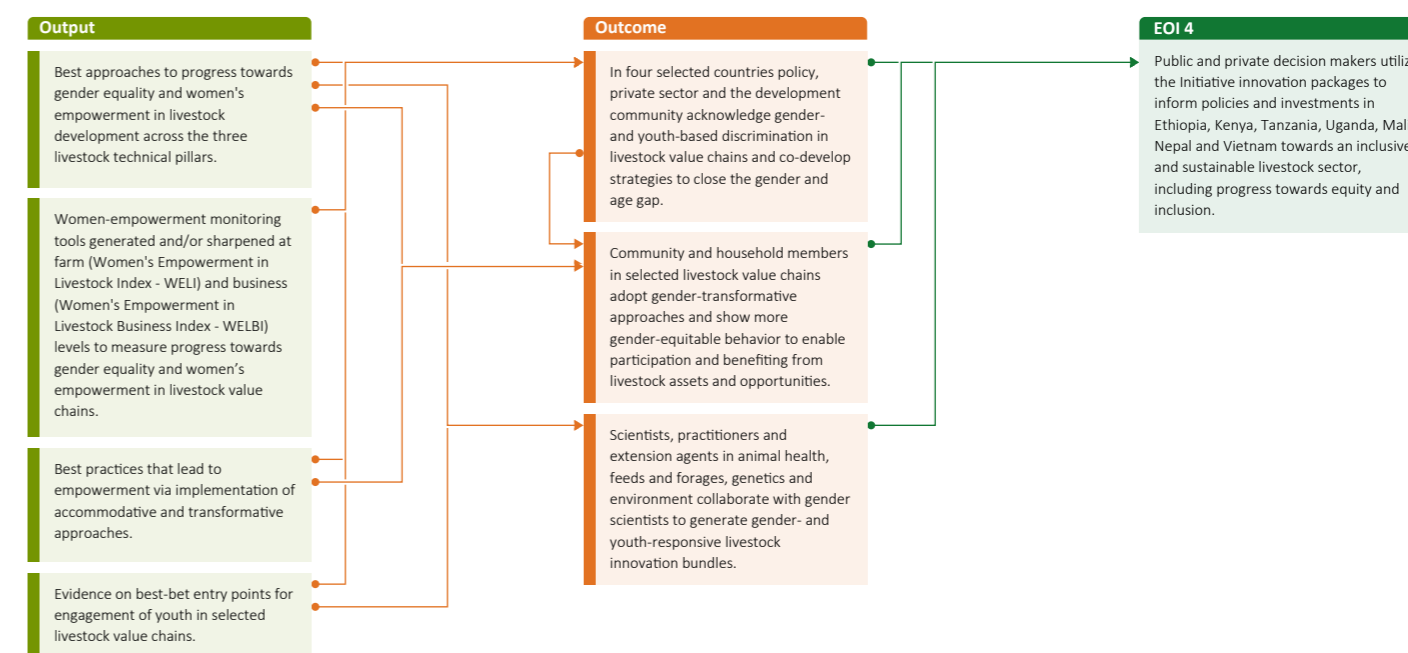 Output
Best approaches to progress towards
gender equality and women's
empowerment in livestock
development across the three
livestock technical pillars.
Women-empowerment monitoring
tools generated and/or sharpened at
farm (Women's Empowerment in
Livestock Index - WELI) and business
(Women's Empowerment in
Livestock Business Index - WELBI)
levels to measure progress towards
gender equality and women’s
empowerment in livestock value
chains.
Best practices that lead to
empowerment via implementation of
accommodative and transformative
approaches.
Evidence on best-bet entry points for
engagement of youth in selected
livestock value chains.
Outcome
In four selected countries policy,
private sector and the development
community acknowledge gender-
and youth-based discrimination in
livestock value chains and co-develop
strategies to close the gender and
age gap.
Community and household members
in selected livestock value chains
adopt gender-transformative
approaches and show more
gender-equitable behavior to enable
participation and benefiting from
livestock assets and opportunities.
Scientists, practitioners and
extension agents in animal health,
feeds and forages, genetics and
environment collaborate with gender
scientists to generate gender- and
youth-responsive livestock
innovation bundles.
EOI 4
Public and private decision makers
the Initiative innovation packages to
inform policies and investments in
Ethiopia, Kenya, Tanzania, Uganda,
Nepal and Vietnam towards an inclusive
and sustainable livestock sector,
including progress towards equity and
inclusion.